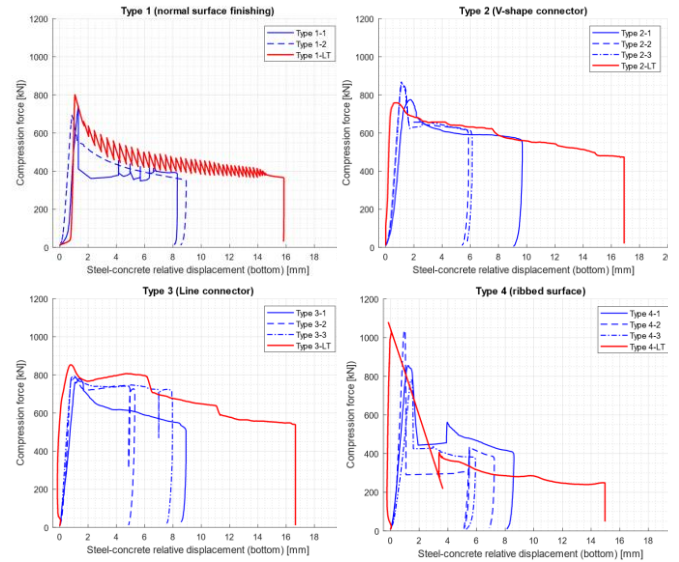 Type 1 (normal surface finishing)
1200
1000
800
600
400
200
0
Compression force [kN]
Type 1-1
Type 1-2
Type 1-LT
0 2 4 6 8 10 12 14 16 18
Steel-concrete relative displacement (bottom) [mm]
Type 2 (V-shape connector)
1200
1000
800
600
400
200
0
Compression force [kN]
Type 2-1
Type 2-2
Type 2-3
Type 2-LT
0 2 4 6 8 10 12 14 16 18 20
Steel-concrete relative displacement (bottom) [mm]
Type 3 (Line connector)
1200
1000
800
600
400
200
0
Compression force [kN]
Type 3-1
Type 3-2
Type 3-3
Type 3-LT
0 2 4 6 8 10 12 14 16 18
Steel-concrete relative displacement (bottom) [mm]
Type 4 (ribbed surface)
1200
1000
800
600
400
200
0
Compression force [kN]
Type 4-1
Type 4-2
Type 4-3
Type 4-LT
0 2 4 6 8 10 12 14 16 18
Steel-concrete relative displacement (bottom) [mm]